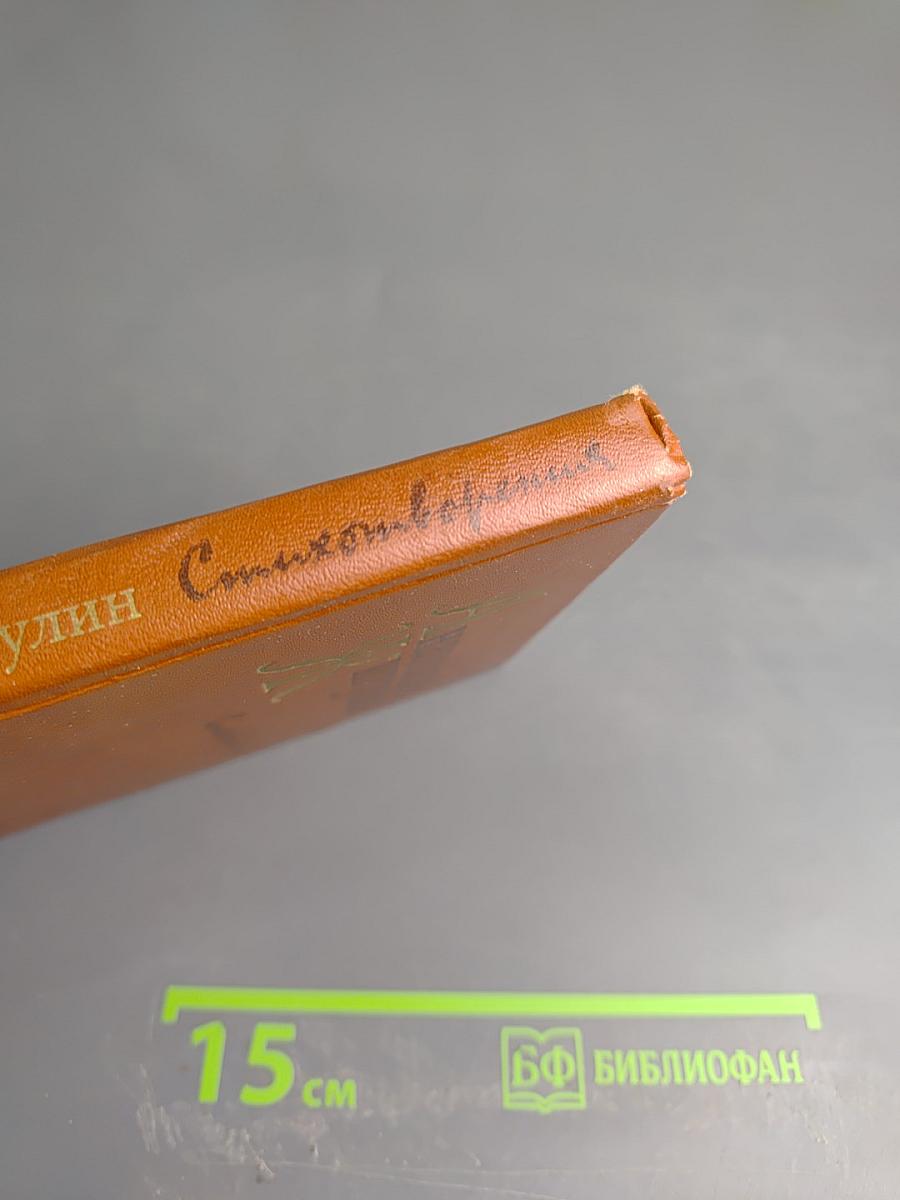 улин Стихотворения
15 см
БФ БИБЛИОФАН